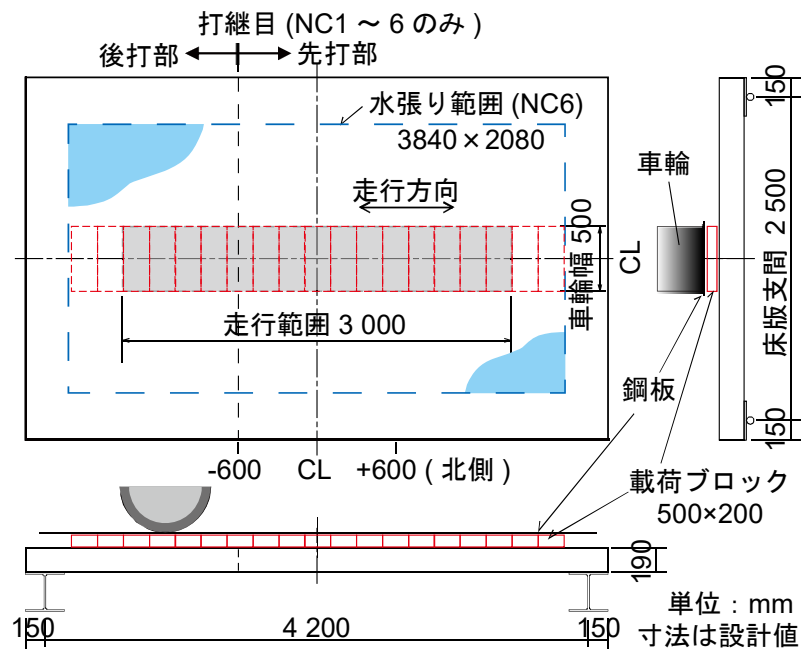 打継目 (NC1 ～ 6 のみ )
後打部
先打部
水張り範囲 (NC6)
3840×2080
走行方向
車輪幅 500
走行範囲 3 000
-600
CL
+600 ( 北側 )
CL
車輪
150
床版支間 2 500
150
鋼板
載荷ブロック
500×200
190
150
4 200
150
単位：mm
寸法は設計値